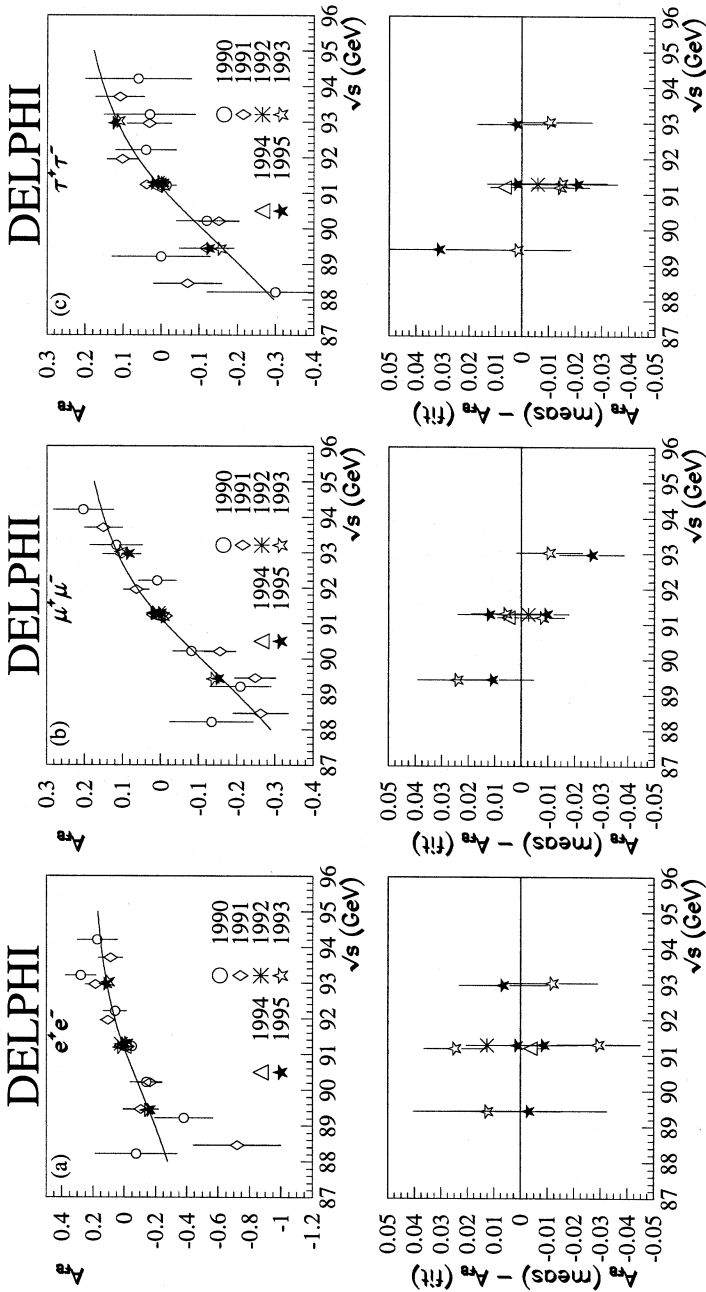 DELPHI
e⁺e⁻
(a)
A_FB
0.4
0.2
0
-0.2
-0.4
-0.6
-0.8
-1
-1.2
1990
1991
1992
1993
1994
1995
87 88 89 90 91 92 93 94 95 96
√s (GeV)
A_FB (meas) – A_FB (fit)
0.05
0.04
0.03
0.02
0.01
0
-0.01
-0.02
-0.03
-0.04
-0.05
87 88 89 90 91 92 93 94 95 96
√s (GeV)
DELPHI
μ⁺μ⁻
(b)
A_FB
0.3
0.2
0.1
0
-0.1
-0.2
-0.3
-0.4
1990
1991
1992
1993
1994
1995
87 88 89 90 91 92 93 94 95 96
√s (GeV)
A_FB (meas) – A_FB (fit)
0.05
0.04
0.03
0.02
0.01
0
-0.01
-0.02
-0.03
-0.04
-0.05
87 88 89 90 91 92 93 94 95 96
√s (GeV)
DELPHI
τ⁺τ⁻
(c)
A_FB
0.3
0.2
0.1
0
-0.1
-0.2
-0.3
-0.4
1990
1991
1992
1993
1994
1995
87 88 89 90 91 92 93 94 95 96
√s (GeV)
A_FB (meas) – A_FB (fit)
0.05
0.04
0.03
0.02
0.01
0
-0.01
-0.02
-0.03
-0.04
-0.05
87 88 89 90 91 92 93 94 95 96
√s (GeV)